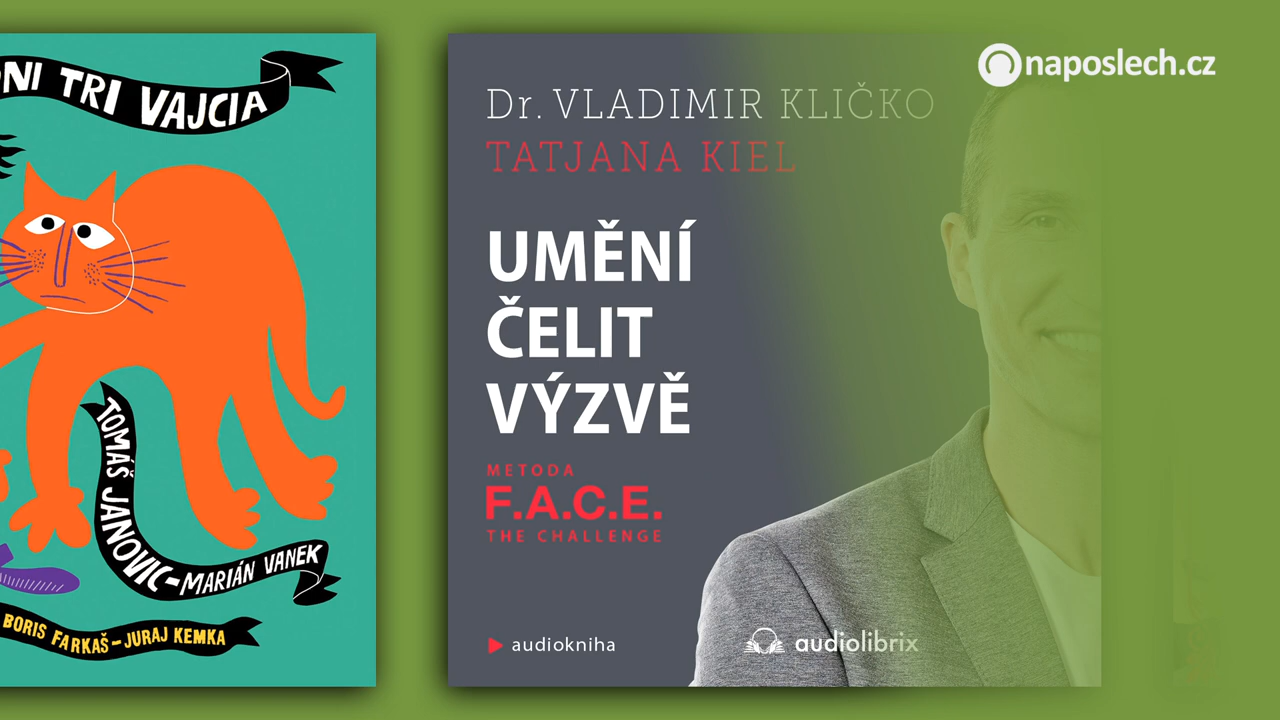 NI TRI VAJCIA
TOMÁŠ JANOVIC-MARIÁN VANEK
BORIS FARKAŠ-JURAJ KEMKA
Dr. VLADIMIR KLIČKO
TATJANA KIEL
UMĚNÍ
ČELIT
VÝZVĚ
METODA
F.A.C.E.
THE CHALLENGE
audiokniha
audiolibrix
naposlech.cz